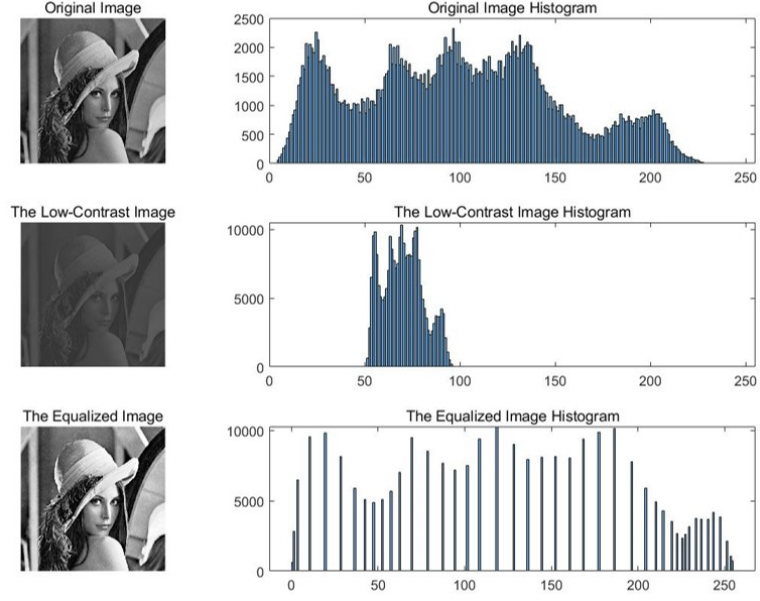 Original Image
Original Image Histogram
2500
2000
1500
1000
500
0
0 50 100 150 200 250
The Low-Contrast Image
The Low-Contrast Image Histogram
10000
5000
0
0 50 100 150 200 250
The Equalized Image
The Equalized Image Histogram
10000
5000
0
0 50 100 150 200 250